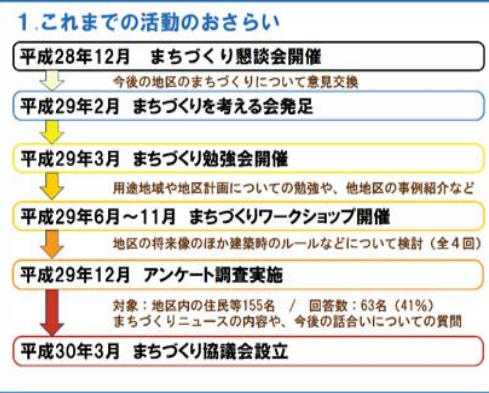 1.これまでの活動のおさらい
平成28年12月 まちづくり懇談会開催
今後の地区のまちづくりについて意見交換
平成29年2月 まちづくりを考える会発足
平成29年3月 まちづくり勉強会開催
用途地域や地区計画についての勉強や、他地区の事例紹介など
平成29年6月～11月 まちづくりワークショップ開催
地区の将来像のほか建築時のルールなどについて検討（全４回）
平成29年12月 アンケート調査実施
対象：地区内の住民等155名 / 回答数：63名（41%）
まちづくりニュースの内容や、今後の話合いについての質問
平成30年3月 まちづくり協議会設立